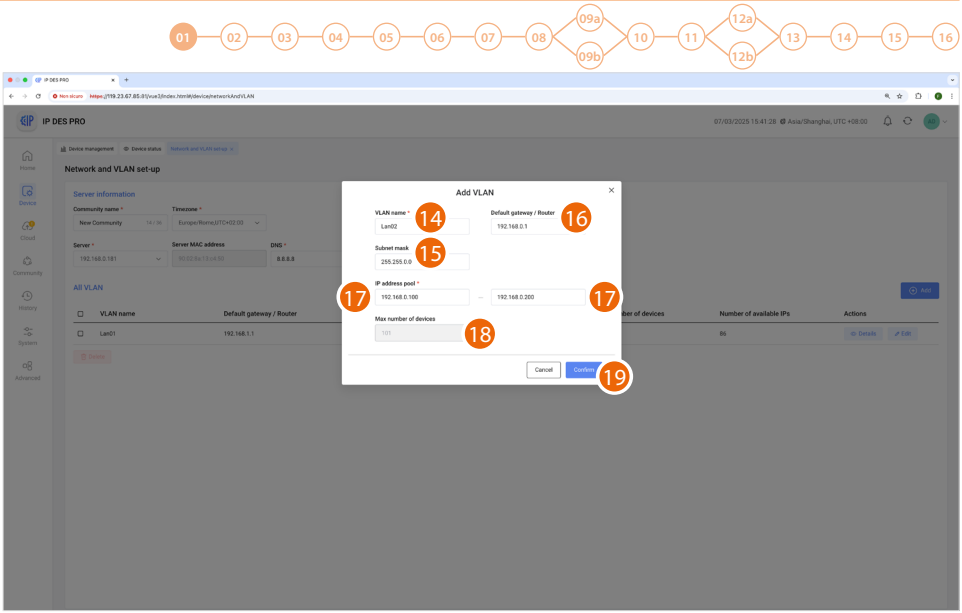 09a 12a
01 02 03 04 05 06 07 08 10 11 13 14 15 16
09b 12b
IP DES PRO
Non sicuro https://119.23.67.85:81/vue3/index.html#/device/networkAndVLAN
IP DES PRO 07/03/2025 15:41:28 Asia/Shanghai, UTC +08:00
Device management Device status Network and VLAN set-up
Home
Network and VLAN set-up
Device
Server information
Community name * Timezone *
New Community 14/36 Europe/Rome,UTC+02:00
Cloud
Server * Server MAC address DNS *
192.168.0.181 8.8.8.8
Community
All VLAN
Add
History
VLAN name Default gateway / Router Number of available IPs Actions
Lan01 192.168.1.1 86 Details Edit
System
Delete
Advanced
Add VLAN
VLAN name * 14 Default gateway / Router 16
Lan02 192.168.0.1
Subnet mask 15
255.255.0.0
IP address pool *
17 192.168.0.100 – 192.168.0.200 17
Max number of devices
101 18
Cancel Confirm 19